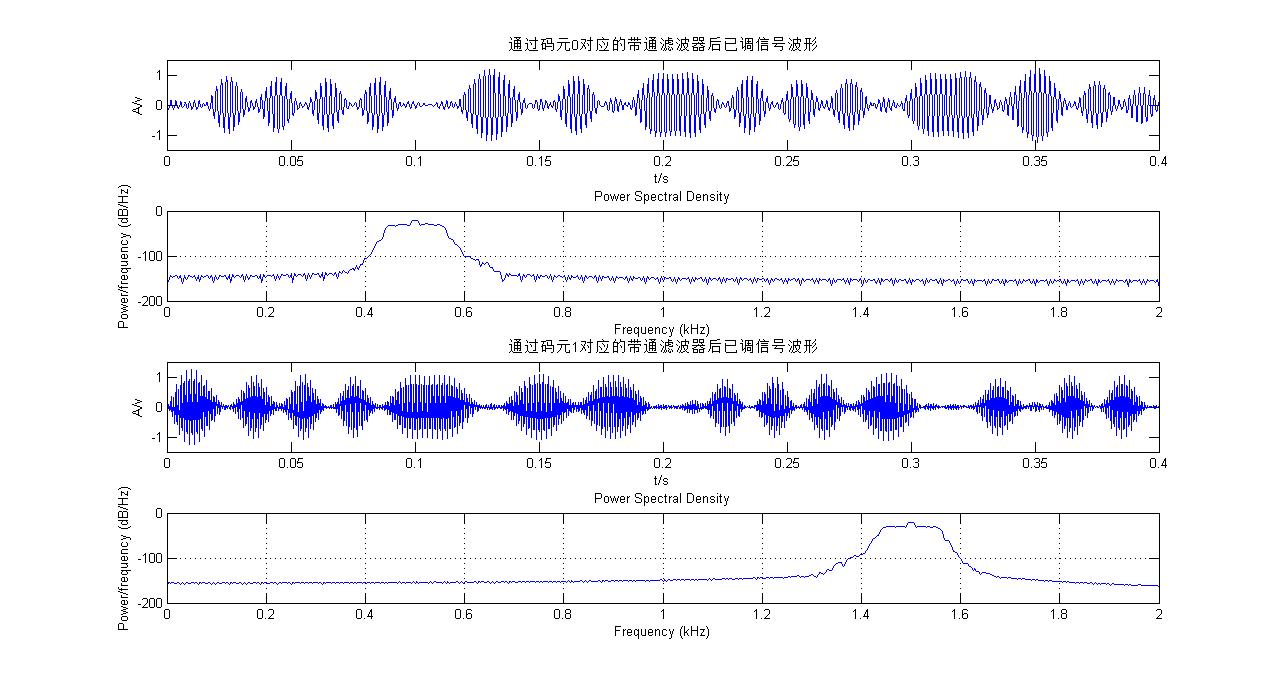 通过码元0对应的带通滤波器后已调信号波形
A/v
1
0
-1
0 0.05 0.1 0.15 0.2 0.25 0.3 0.35 0.4
t/s
Power Spectral Density
Power/frequency (dB/Hz)
0
-100
-200
0 0.2 0.4 0.6 0.8 1 1.2 1.4 1.6 1.8 2
Frequency (kHz)
通过码元1对应的带通滤波器后已调信号波形
A/v
1
0
-1
0 0.05 0.1 0.15 0.2 0.25 0.3 0.35 0.4
t/s
Power Spectral Density
Power/frequency (dB/Hz)
0
-100
-200
0 0.2 0.4 0.6 0.8 1 1.2 1.4 1.6 1.8 2
Frequency (kHz)